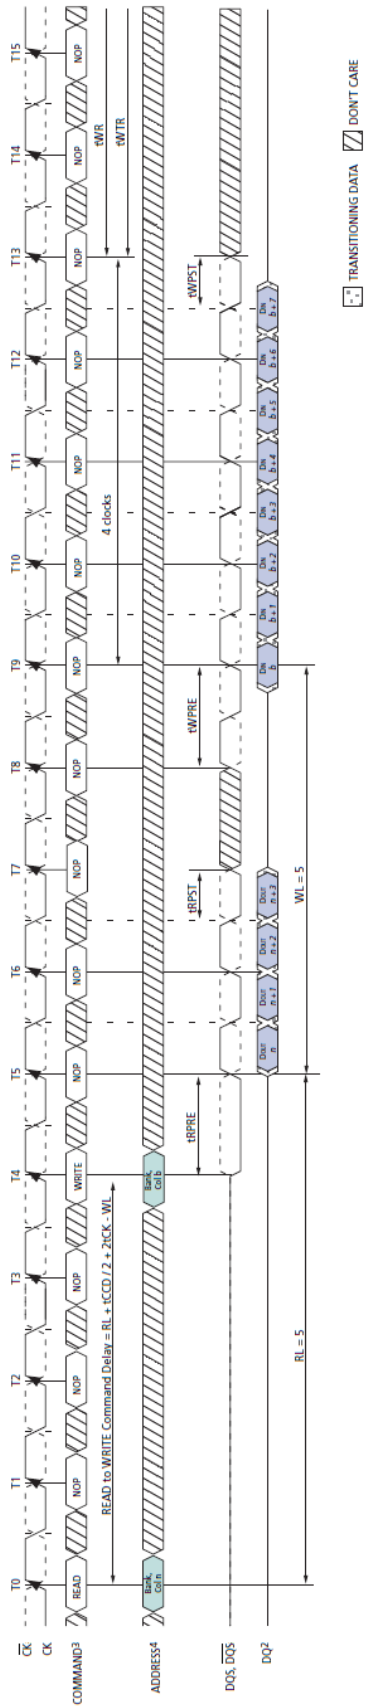 T0 T1 T2 T3 T4 T5 T6 T7 T8 T9 T10 T11 T12 T13 T14 T15
CK
CK
COMMAND3 READ NOP NOP NOP WRITE NOP NOP NOP NOP NOP NOP NOP NOP NOP NOP NOP
READ to WRITE Command Delay = RL + tCCD / 2 + 2tCK - WL
4 clocks
tWR
tWTR
ADDRESS4 Bank, Col n Bank, Col b
tRPRE tRPST tWPRE tWPST
DQS, DQS
DQ2 DOUT n DOUT n + 1 DOUT n + 2 DOUT n + 3 DIN b DIN b + 1 DIN b + 2 DIN b + 3 DIN b + 4 DIN b + 5 DIN b + 6 DIN b + 7
RL = 5 WL = 5
TRANSITIONING DATA DON'T CARE